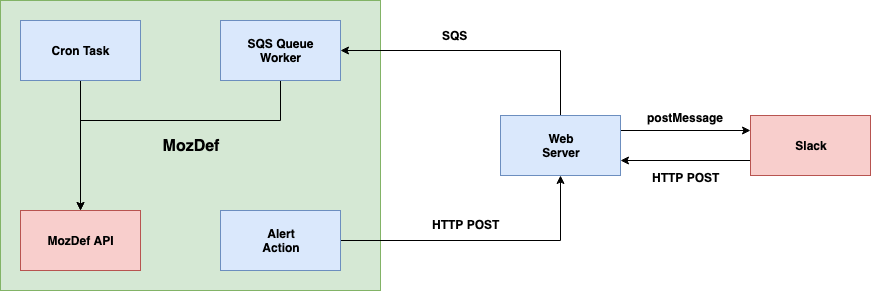 Cron Task
SQS Queue
Worker
SQS
MozDef
postMessage
Web
Server
Slack
HTTP POST
MozDef API
Alert
Action
HTTP POST